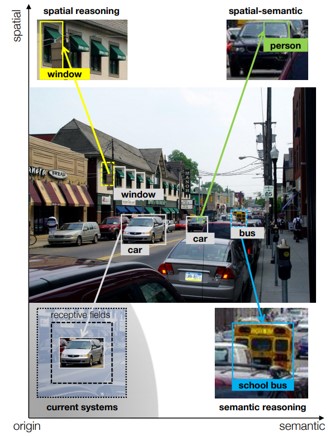 spatial
spatial reasoning
spatial-semantic
window
person
window
car
car
bus
receptive fields
school bus
current systems
semantic reasoning
origin
semantic